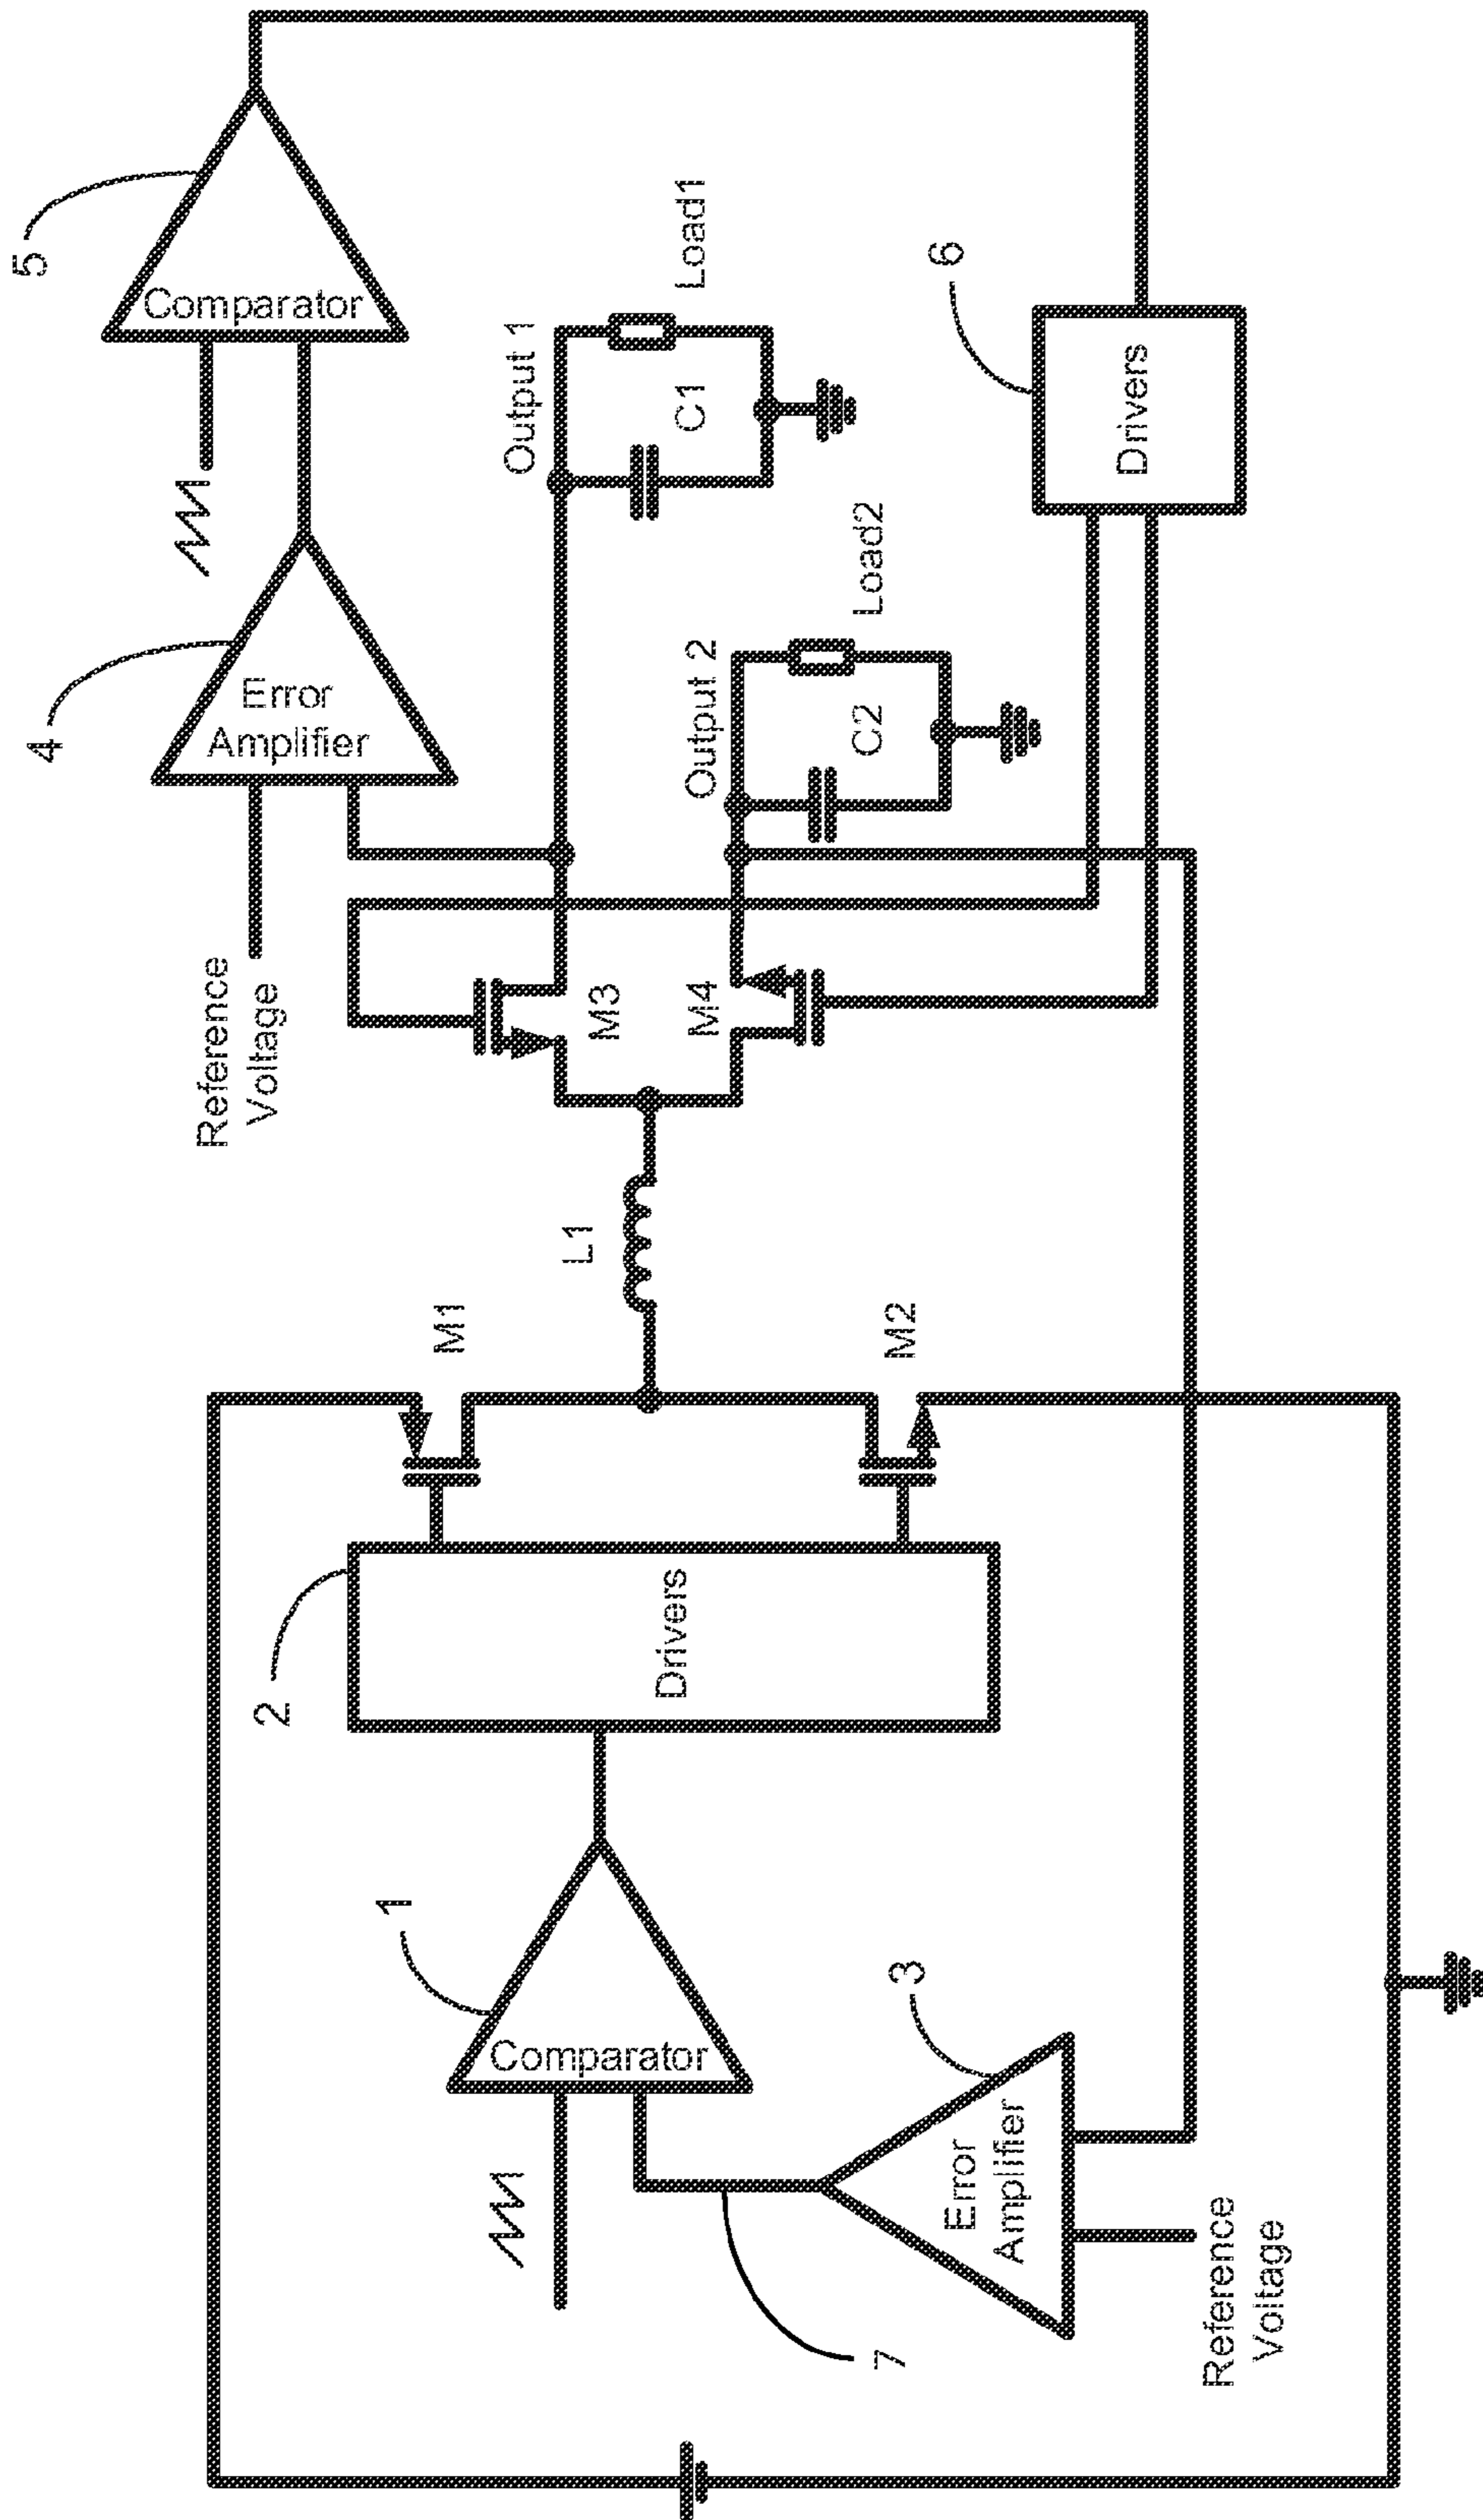 5
Comparator
4
Error
Amplifier
Reference
Voltage
Output 1
C1
Load1
Output 2
C2
Load2
6
Drivers
M3
M4
L1
M1
M2
2
Drivers
1
Comparator
3
Error
Amplifier
7
Reference
Voltage